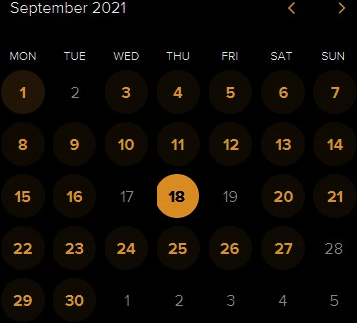 September 2021 < >
MON TUE WED THU FRI SAT SUN
1 2 3 4 5 6 7
8 9 10 11 12 13 14
15 16 17 18 19 20 21
22 23 24 25 26 27 28
29 30 1 2 3 4 5